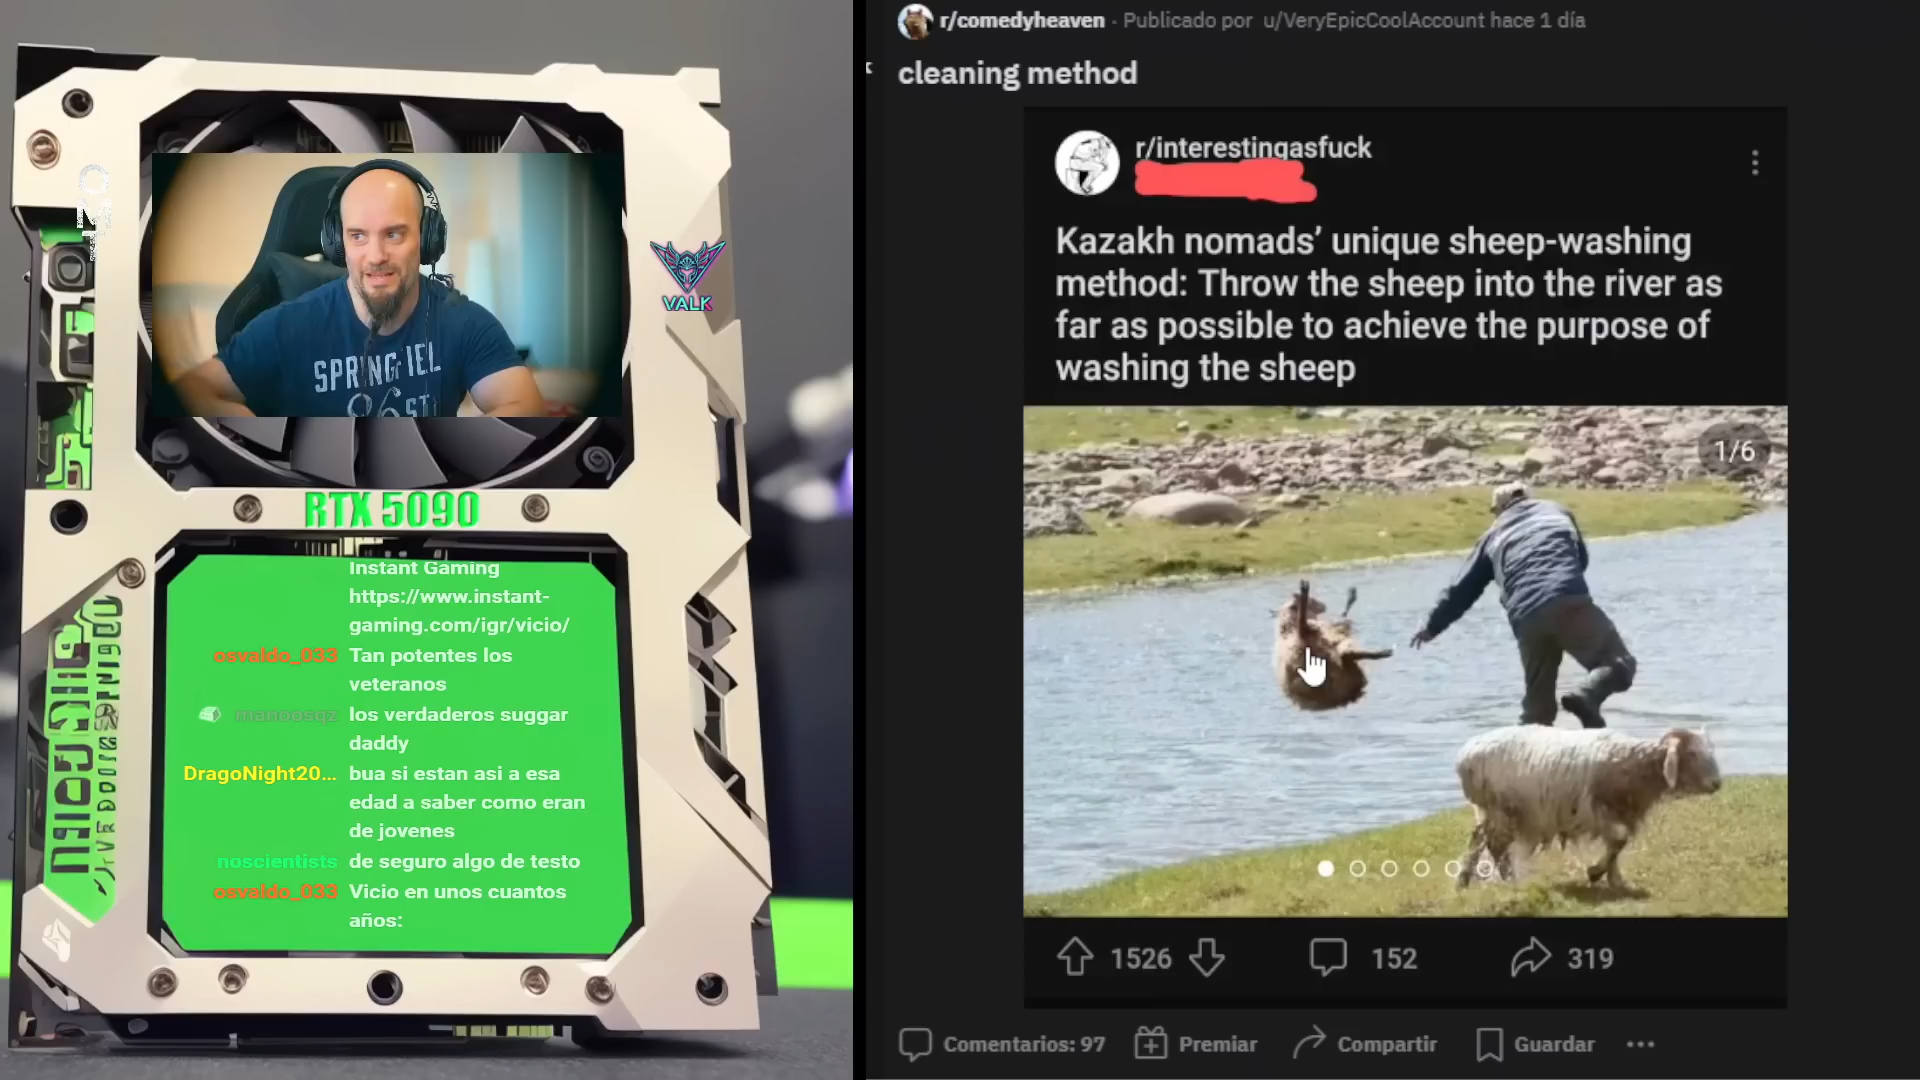 VALK
SPRINGFIEL
86 ST
RTX 5090
Instant Gaming
https://www.instant-
gaming.com/igr/vicio/
osvaldo_033 Tan potentes los
veteranos
manoosqz los verdaderos suggar
daddy
DragoNight20... bua si estan asi a esa
edad a saber como eran
de jovenes
noscientists de seguro algo de testo
osvaldo_033 Vicio en unos cuantos
años:
r/comedyheaven · Publicado por u/VeryEpicCoolAccount hace 1 día
cleaning method
r/interestingasfuck
Kazakh nomads’ unique sheep-washing
method: Throw the sheep into the river as
far as possible to achieve the purpose of
washing the sheep
1/6
1526 152 319
Comentarios: 97 Premiar Compartir Guardar